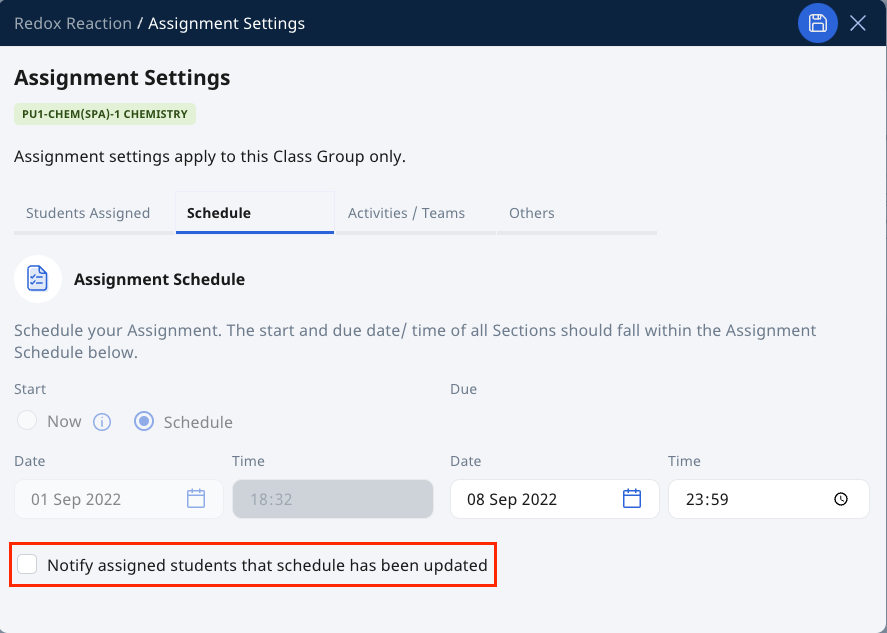 Redox Reaction / Assignment Settings
Assignment Settings
PU1-CHEM(SPA)-1 CHEMISTRY
Assignment settings apply to this Class Group only.
Students Assigned Schedule Activities / Teams Others
Assignment Schedule
Schedule your Assignment. The start and due date/ time of all Sections should fall within the Assignment
Schedule below.
Start Due
Now i Schedule
Date Time Date Time
01 Sep 2022 18:32 08 Sep 2022 23:59
Notify assigned students that schedule has been updated